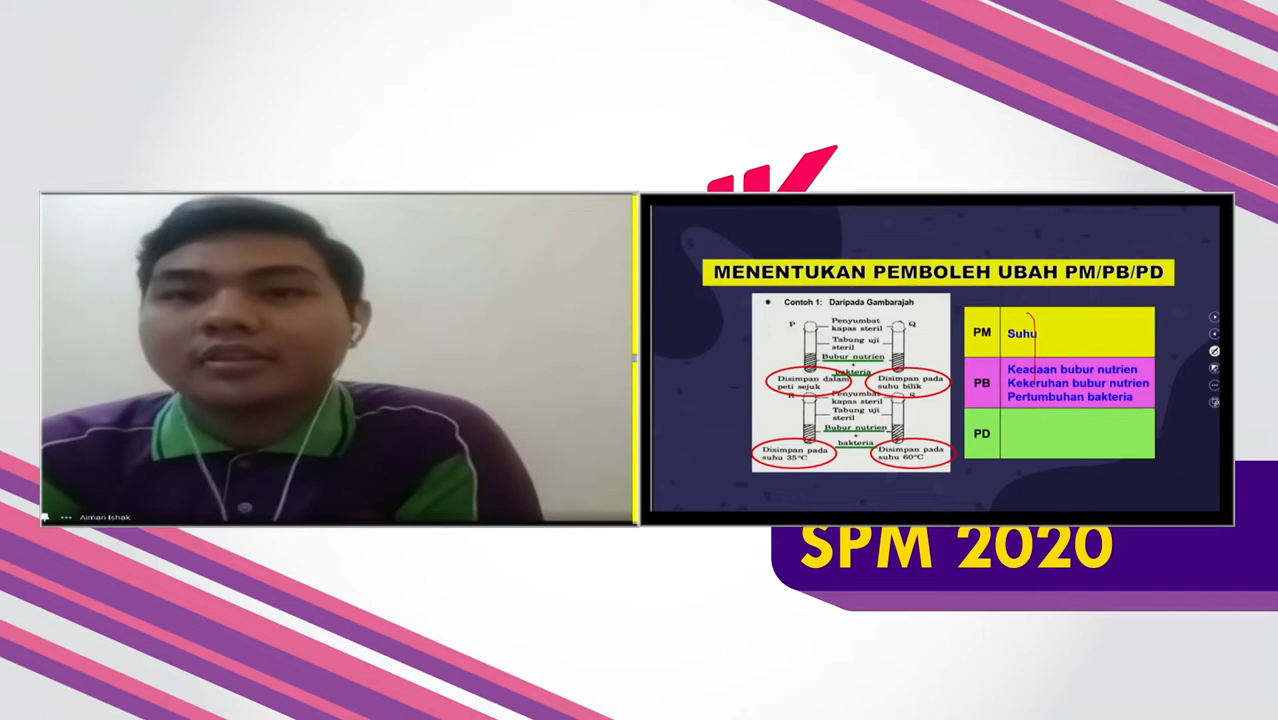 MENENTUKAN PEMBOLEH UBAH PM/PB/PD
Contoh 1: Daripada Gambarajah
P
Penyumbat
kapas steril
Q
Tabung uji
steril
Bubur nutrien
+
bakteria
Disimpan dalam
peti sejuk
Disimpan pada
suhu bilik
R
Penyumbat
kapas steril
S
Tabung uji
steril
Bubur nutrien
+
bakteria
Disimpan pada
suhu 35°C
Disimpan pada
suhu 60°C
PM
Suhu
PB
Keadaan bubur nutrien
Kekeruhan bubur nutrien
Pertumbuhan bakteria
PD
Aiman Ishak
SPM 2020